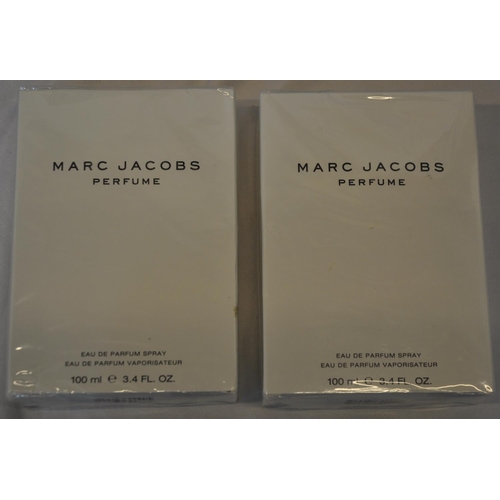 MARC JACOBS
PERFUME
EAU DE PARFUM SPRAY
EAU DE PARFUM VAPORISATEUR
100 ml ℮ 3.4 FL. OZ.
MARC JACOBS
PERFUME
EAU DE PARFUM SPRAY
EAU DE PARFUM VAPORISATEUR
100 ml ℮ 3.4 FL. OZ.